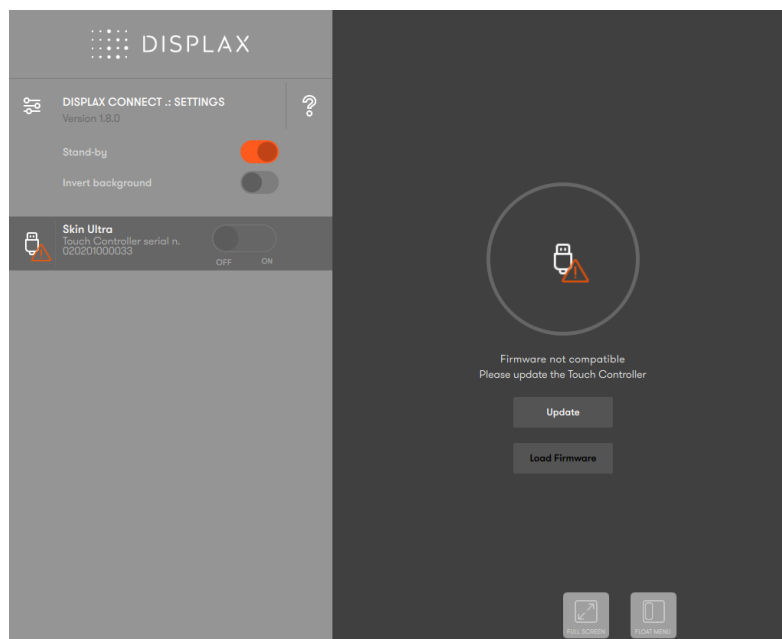 DISPLAX
DISPLAX CONNECT .: SETTINGS
Version 1.8.0
Stand-by
Invert background
Skin Ultra
Touch Controller serial n.
020201000033
OFF ON
Firmware not compatible
Please update the Touch Controller
Update
Load Firmware
FULL SCREEN
FLOAT MENU